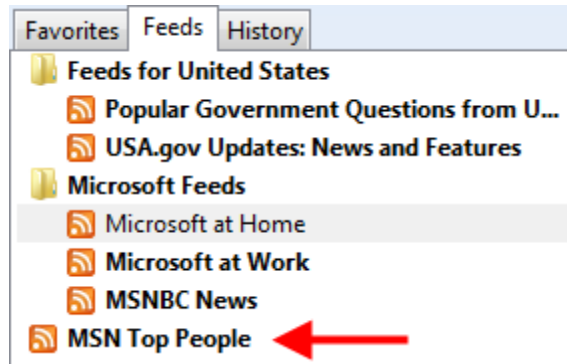 Favorites Feeds History
Feeds for United States
Popular Government Questions from U...
USA.gov Updates: News and Features
Microsoft Feeds
Microsoft at Home
Microsoft at Work
MSNBC News
MSN Top People